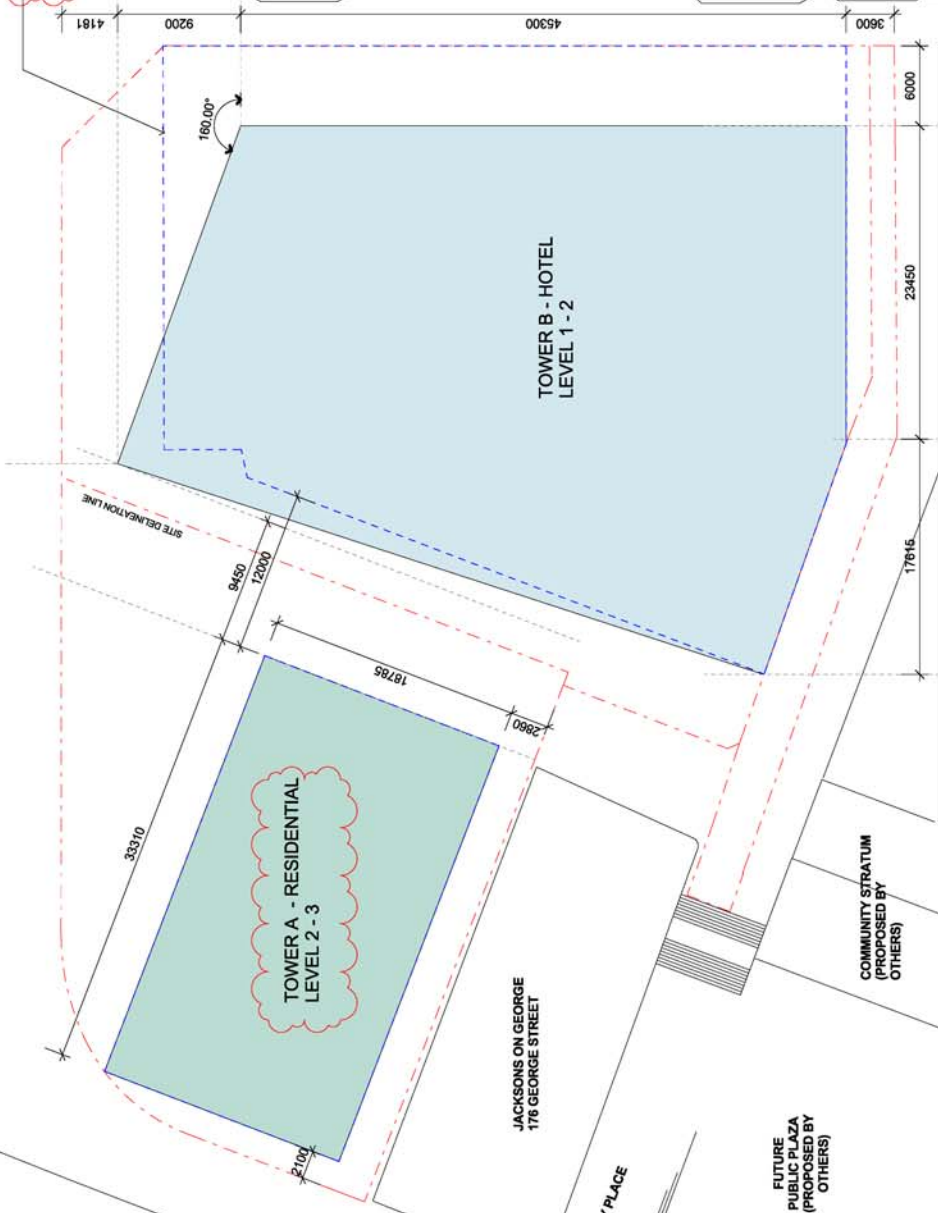 4181
9200
45300
3600
6000
160.00°
23450
TOWER B - HOTEL
LEVEL 1 - 2
SITE DELINEATION LINE
9450
12000
17615
18785
2860
33310
TOWER A - RESIDENTIAL
LEVEL 2 - 3
COMMUNITY STRATUM
(PROPOSED BY
OTHERS)
JACKSONS ON GEORGE
176 GEORGE STREET
2100
Y PLACE
FUTURE
PUBLIC PLAZA
(PROPOSED BY
OTHERS)